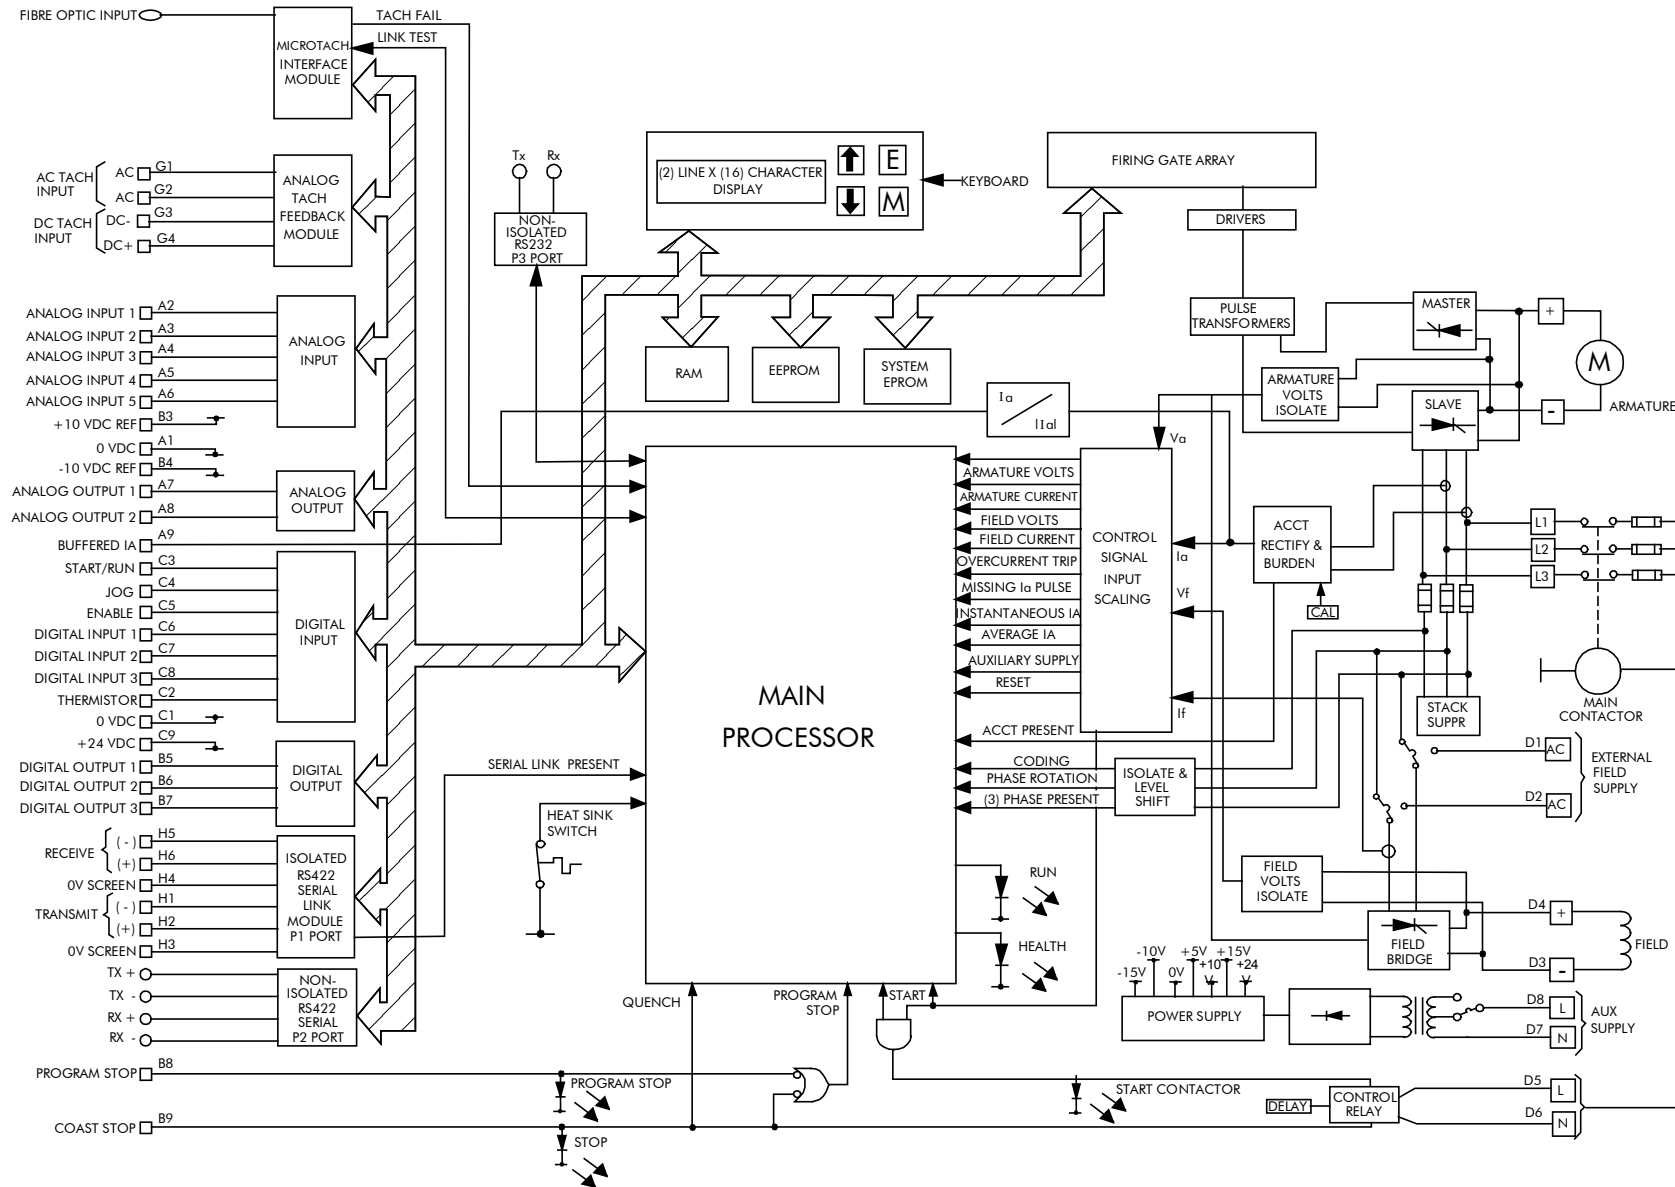 FIBRE OPTIC INPUT
MICROTACH
INTERFACE
MODULE
TACH FAIL
LINK TEST
AC TACH
INPUT
AC
G1
AC
G2
DC TACH
INPUT
DC-
G3
DC+
G4
ANALOG
TACH
FEEDBACK
MODULE
Tx
Rx
NON-
ISOLATED
RS232
P3 PORT
(2) LINE X (16) CHARACTER
DISPLAY
E
M
KEYBOARD
FIRING GATE ARRAY
DRIVERS
PULSE
TRANSFORMERS
RAM
EEPROM
SYSTEM
EPROM
MASTER
+
M
ARMATURE
VOLTS
ISOLATE
SLAVE
-
ARMATURE
ANALOG INPUT 1
A2
ANALOG INPUT 2
A3
ANALOG INPUT 3
A4
ANALOG INPUT 4
A5
ANALOG INPUT 5
A6
ANALOG
INPUT
+10 VDC REF
B3
0 VDC
A1
-10 VDC REF
B4
ANALOG OUTPUT 1
A7
ANALOG OUTPUT 2
A8
ANALOG
OUTPUT
BUFFERED IA
A9
Ia
IIaI
START/RUN
C3
JOG
C4
ENABLE
C5
DIGITAL INPUT 1
C6
DIGITAL INPUT 2
C7
DIGITAL INPUT 3
C8
THERMISTOR
C2
DIGITAL
INPUT
0 VDC
C1
+24 VDC
C9
DIGITAL OUTPUT 1
B5
DIGITAL OUTPUT 2
B6
DIGITAL OUTPUT 3
B7
DIGITAL
OUTPUT
RECEIVE
(-)
H5
(+)
H6
0V SCREEN
H4
TRANSMIT
(-)
H1
(+)
H2
0V SCREEN
H3
ISOLATED
RS422
SERIAL
LINK
MODULE
P1 PORT
TX +
TX -
RX +
RX -
NON-
ISOLATED
RS422
SERIAL
P2 PORT
SERIAL LINK PRESENT
HEAT SINK
SWITCH
MAIN
PROCESSOR
ARMATURE VOLTS
ARMATURE CURRENT
FIELD VOLTS
FIELD CURRENT
OVERCURRENT TRIP
MISSING Ia PULSE
INSTANTANEOUS IA
AVERAGE IA
AUXILIARY SUPPLY
RESET
ACCT PRESENT
CODING
PHASE ROTATION
(3) PHASE PRESENT
Va
CONTROL
SIGNAL
INPUT
SCALING
Ia
Vf
If
ACCT
RECTIFY &
BURDEN
CAL
L1
L2
L3
MAIN
CONTACTOR
STACK
SUPPR
ISOLATE &
LEVEL
SHIFT
D1
AC
D2
AC
EXTERNAL
FIELD
SUPPLY
RUN
HEALTH
FIELD
VOLTS
ISOLATE
FIELD
BRIDGE
D4
+
D3
-
FIELD
-15V
-10V
0V
+5V
+10
V
+15V
+24
V
POWER SUPPLY
D8
L
D7
N
AUX
SUPPLY
QUENCH
PROGRAM
STOP
START
PROGRAM STOP
B8
PROGRAM STOP
COAST STOP
B9
STOP
START CONTACTOR
DELAY
CONTROL
RELAY
D5
L
D6
N